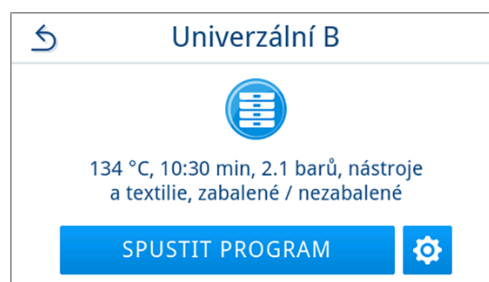 Univerzální B
134 °C, 10:30 min, 2.1 barů, nástroje
a textilie, zabalené / nezabalené
SPUSTIT PROGRAM